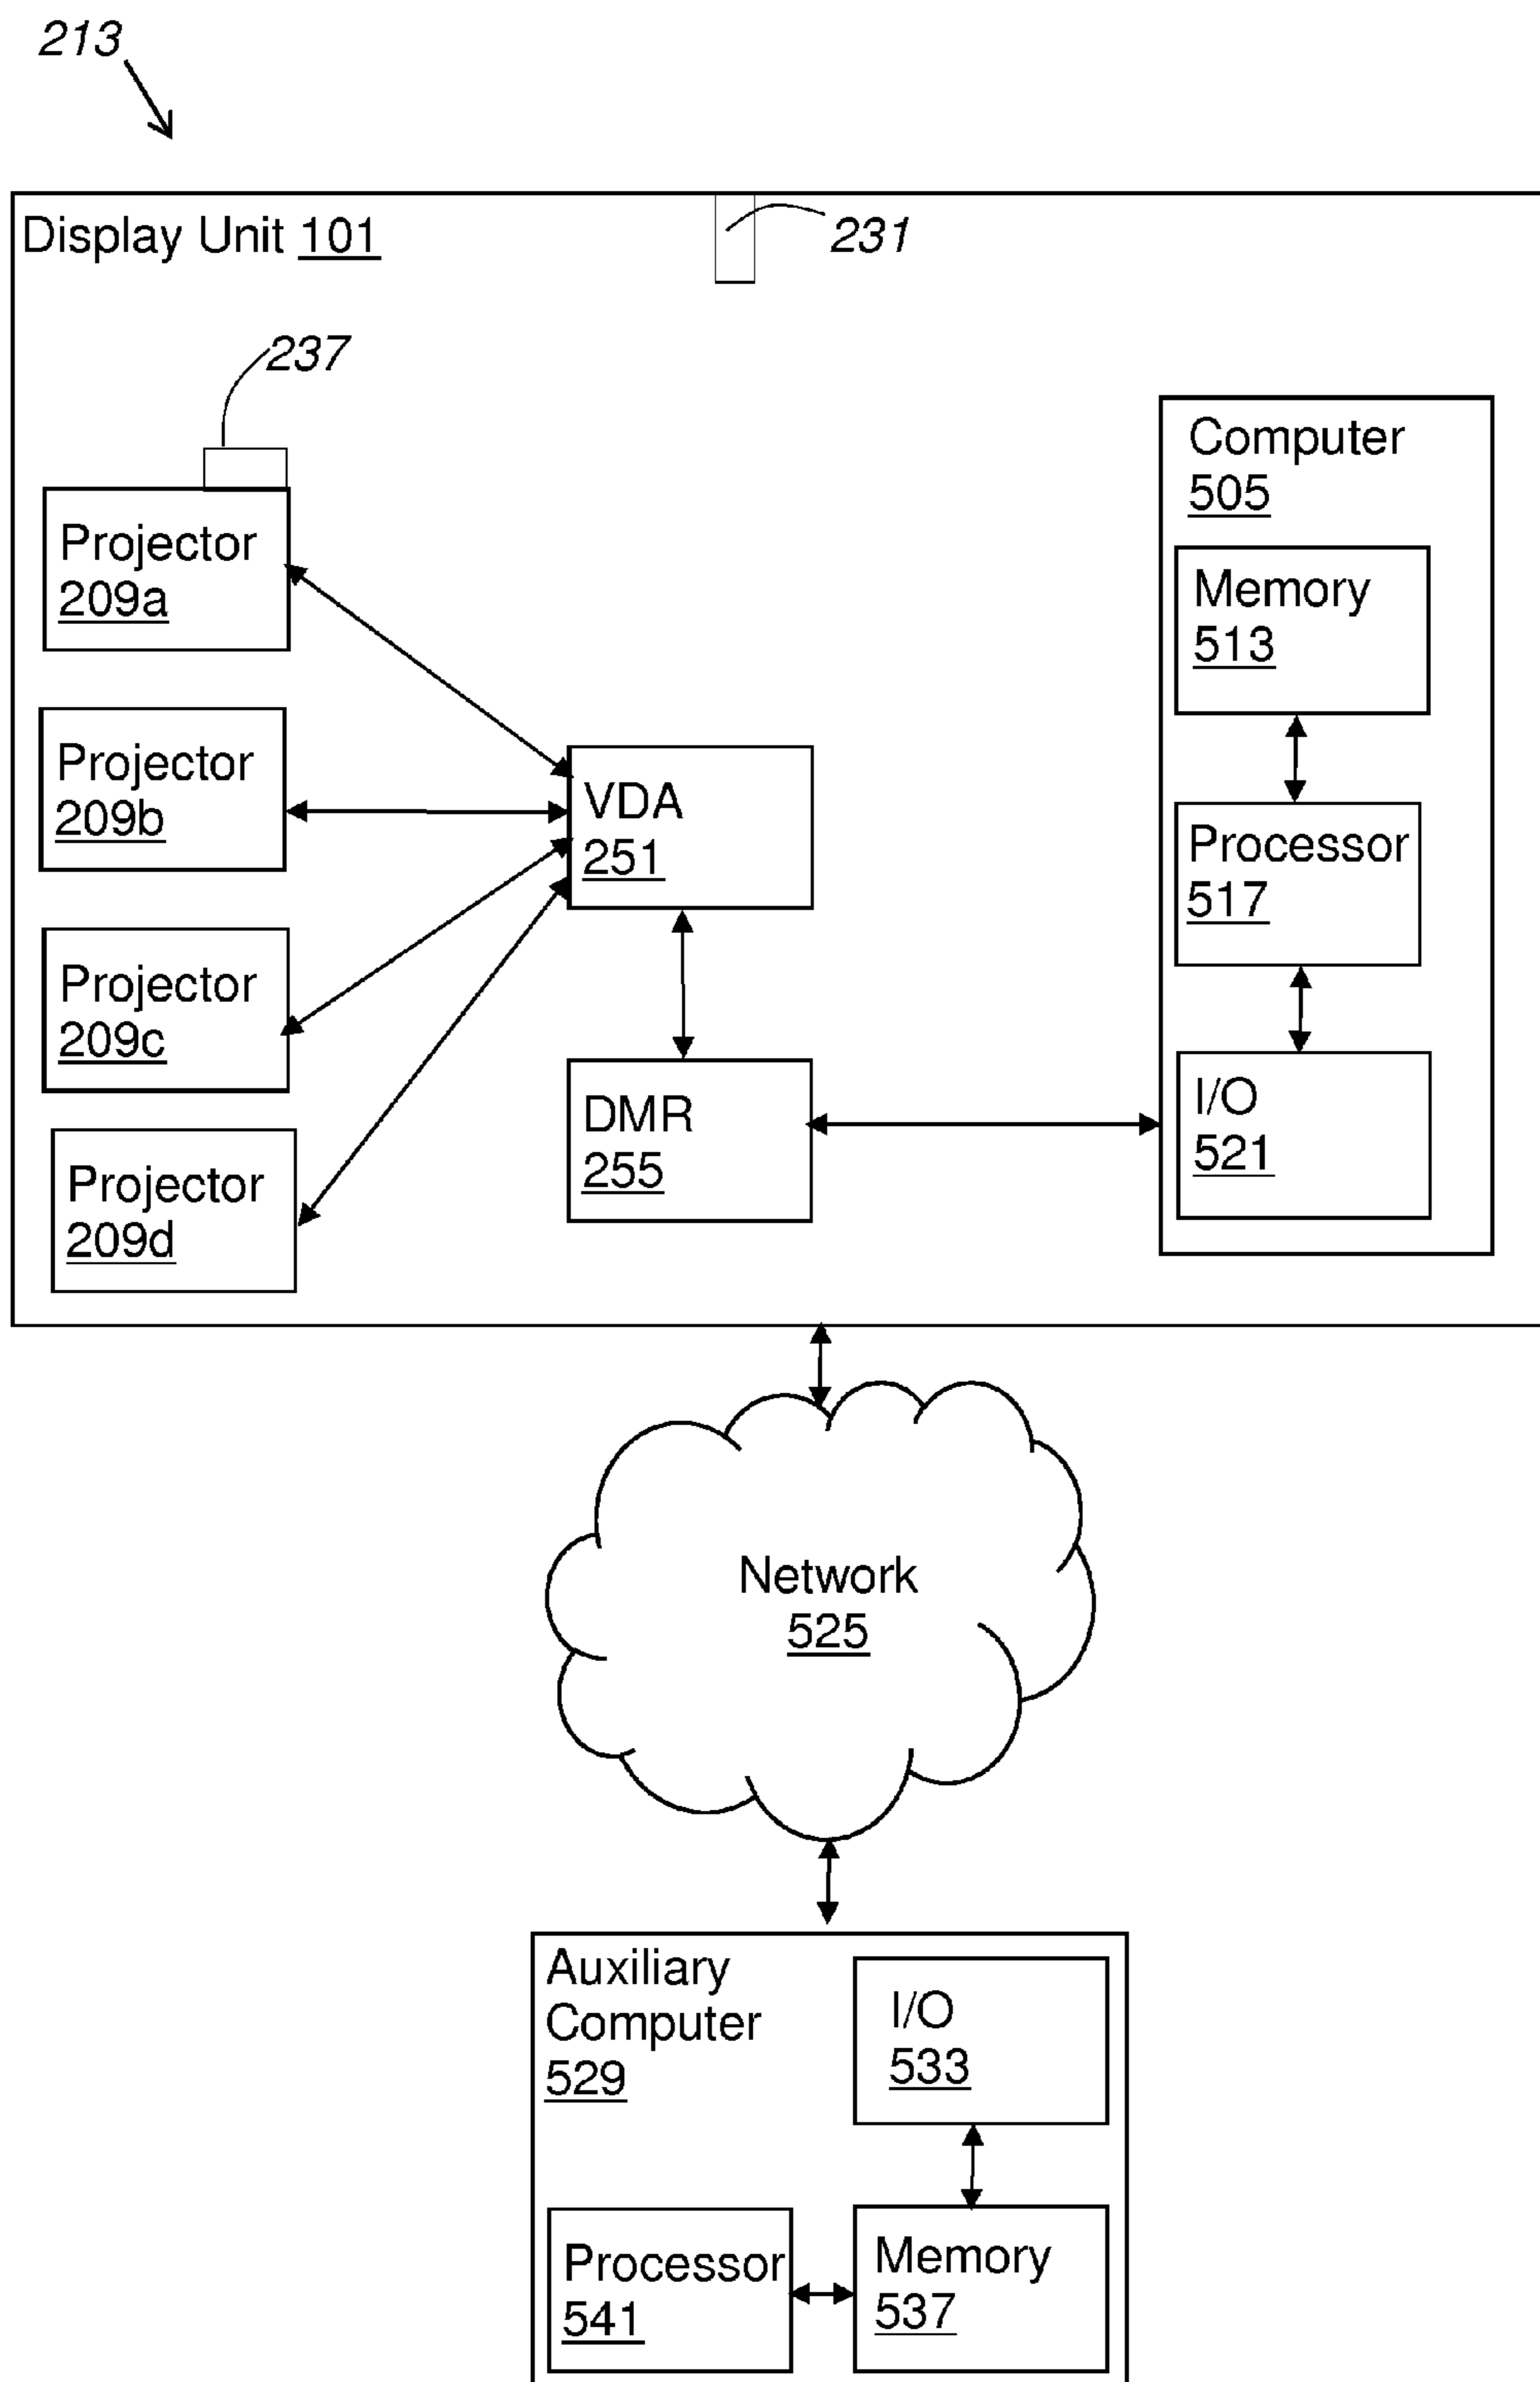 213
Display Unit 101
231
237
Projector
209a
Projector
209b
Projector
209c
Projector
209d
VDA
251
DMR
255
Computer
505
Memory
513
Processor
517
I/O
521
Network
525
Auxiliary
Computer
529
I/O
533
Processor
541
Memory
537